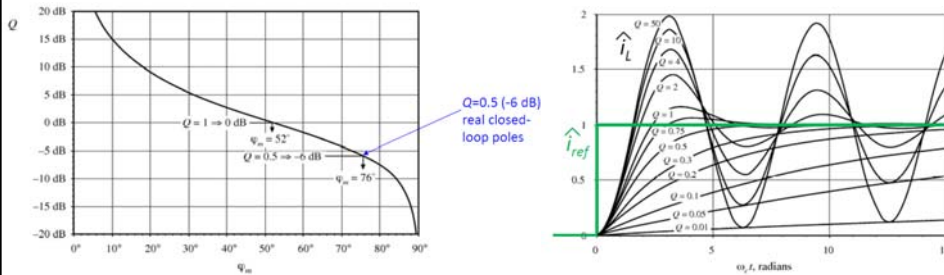 Q
20 dB
15 dB
10 dB
5 dB
0 dB
−5 dB
−10 dB
−15 dB
−20 dB
Q = 1 ⇒ 0 dB
φm = 52°
Q = 0.5 ⇒ −6 dB
φm = 76°
0
10°
20°
30°
40°
50°
60°
70°
80°
90°
φm
Q=0.5 (-6 dB)
real closed-
loop poles
2
1.5
1
0.5
0
îL
îref
Q = 50
Q = 10
Q = 4
Q = 2
Q = 1
Q = 0.75
Q = 0.5
Q = 0.3
Q = 0.2
Q = 0.1
Q = 0.05
Q = 0.01
0
5
10
15
ωc t, radians